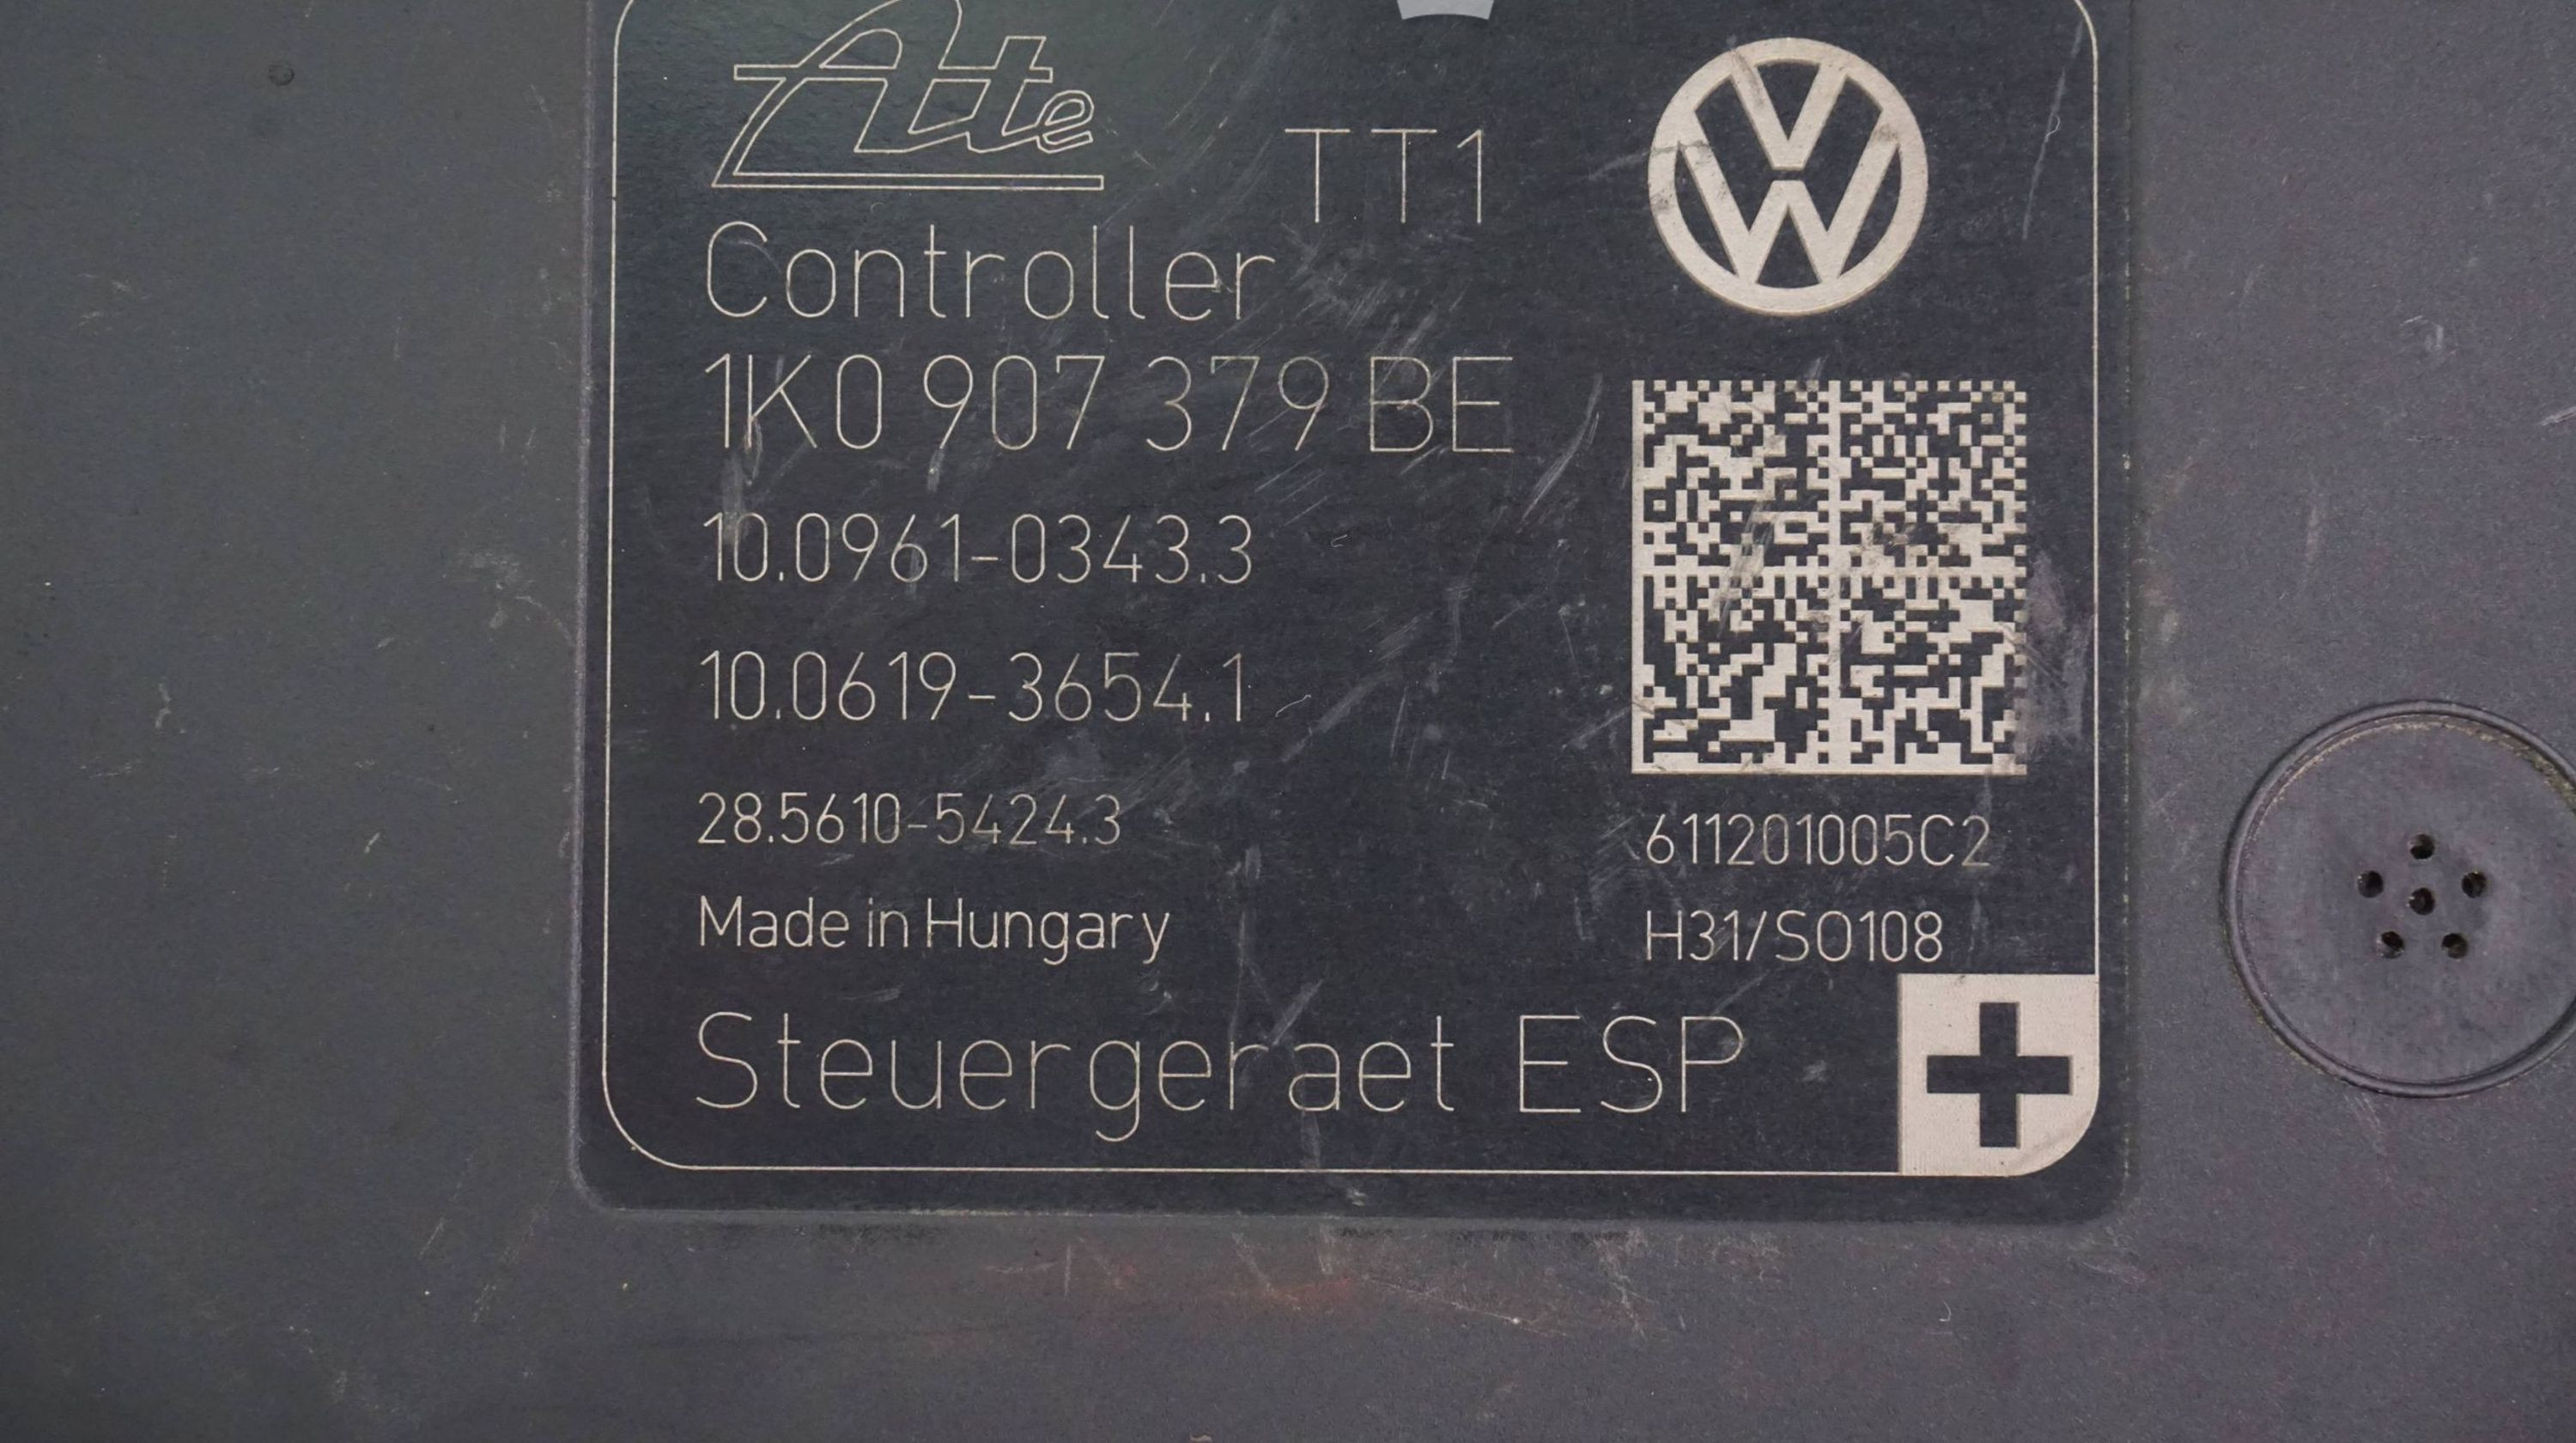 Ate
TT1
Controller
1K0 907 379 BE
10.0961-0343.3
10.0619-3654.1
28.5610-5424.3
611201005C2
Made in Hungary
H31/SO108
Steuergeraet ESP